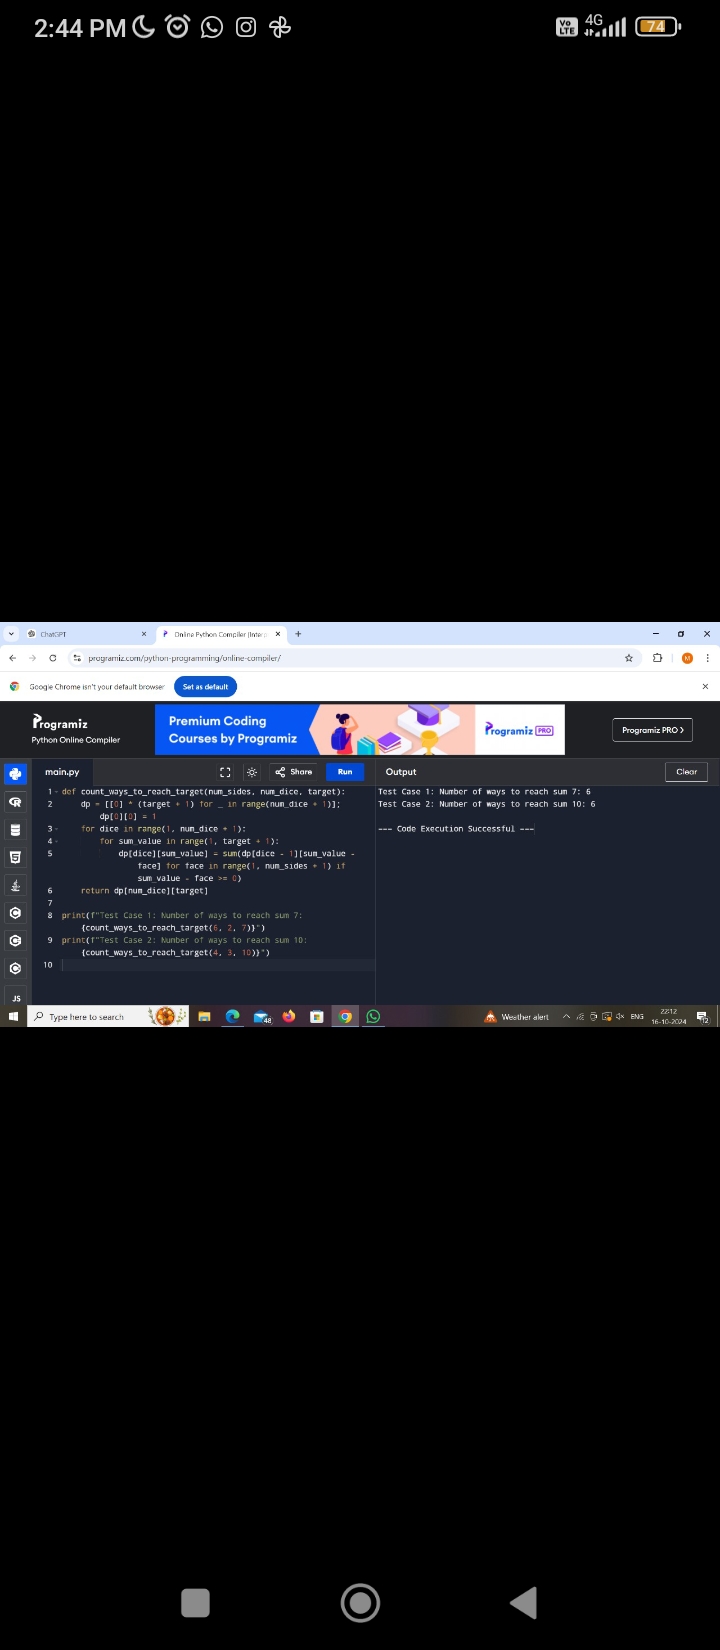 2:44 PM
Vo LTE 4G 74
ChatGPT
Online Python Compiler (Interp
programiz.com/python-programming/online-compiler/
M
Google Chrome isn't your default browser
Set as default
Programiz
Python Online Compiler
Premium Coding
Courses by Programiz
Programiz PRO
Programiz PRO >
main.py
Share
Run
Output
Clear
1 def count_ways_to_reach_target(num_sides, num_dice, target):
2 dp = [[0] * (target + 1) for _ in range(num_dice + 1)];
dp[0][0] = 1
3 for dice in range(1, num_dice + 1):
4 for sum_value in range(1, target + 1):
5 dp[dice][sum_value] = sum(dp[dice - 1][sum_value -
face] for face in range(1, num_sides + 1) if
sum_value - face >= 0)
6 return dp[num_dice][target]
7
8 print(f"Test Case 1: Number of ways to reach sum 7:
{count_ways_to_reach_target(6, 2, 7)}")
9 print(f"Test Case 2: Number of ways to reach sum 10:
{count_ways_to_reach_target(4, 3, 10)}")
10
Test Case 1: Number of ways to reach sum 7: 6
Test Case 2: Number of ways to reach sum 10: 6
=== Code Execution Successful ===
JS
Type here to search
48
Weather alert
ENG
22:12
16-10-2024
12